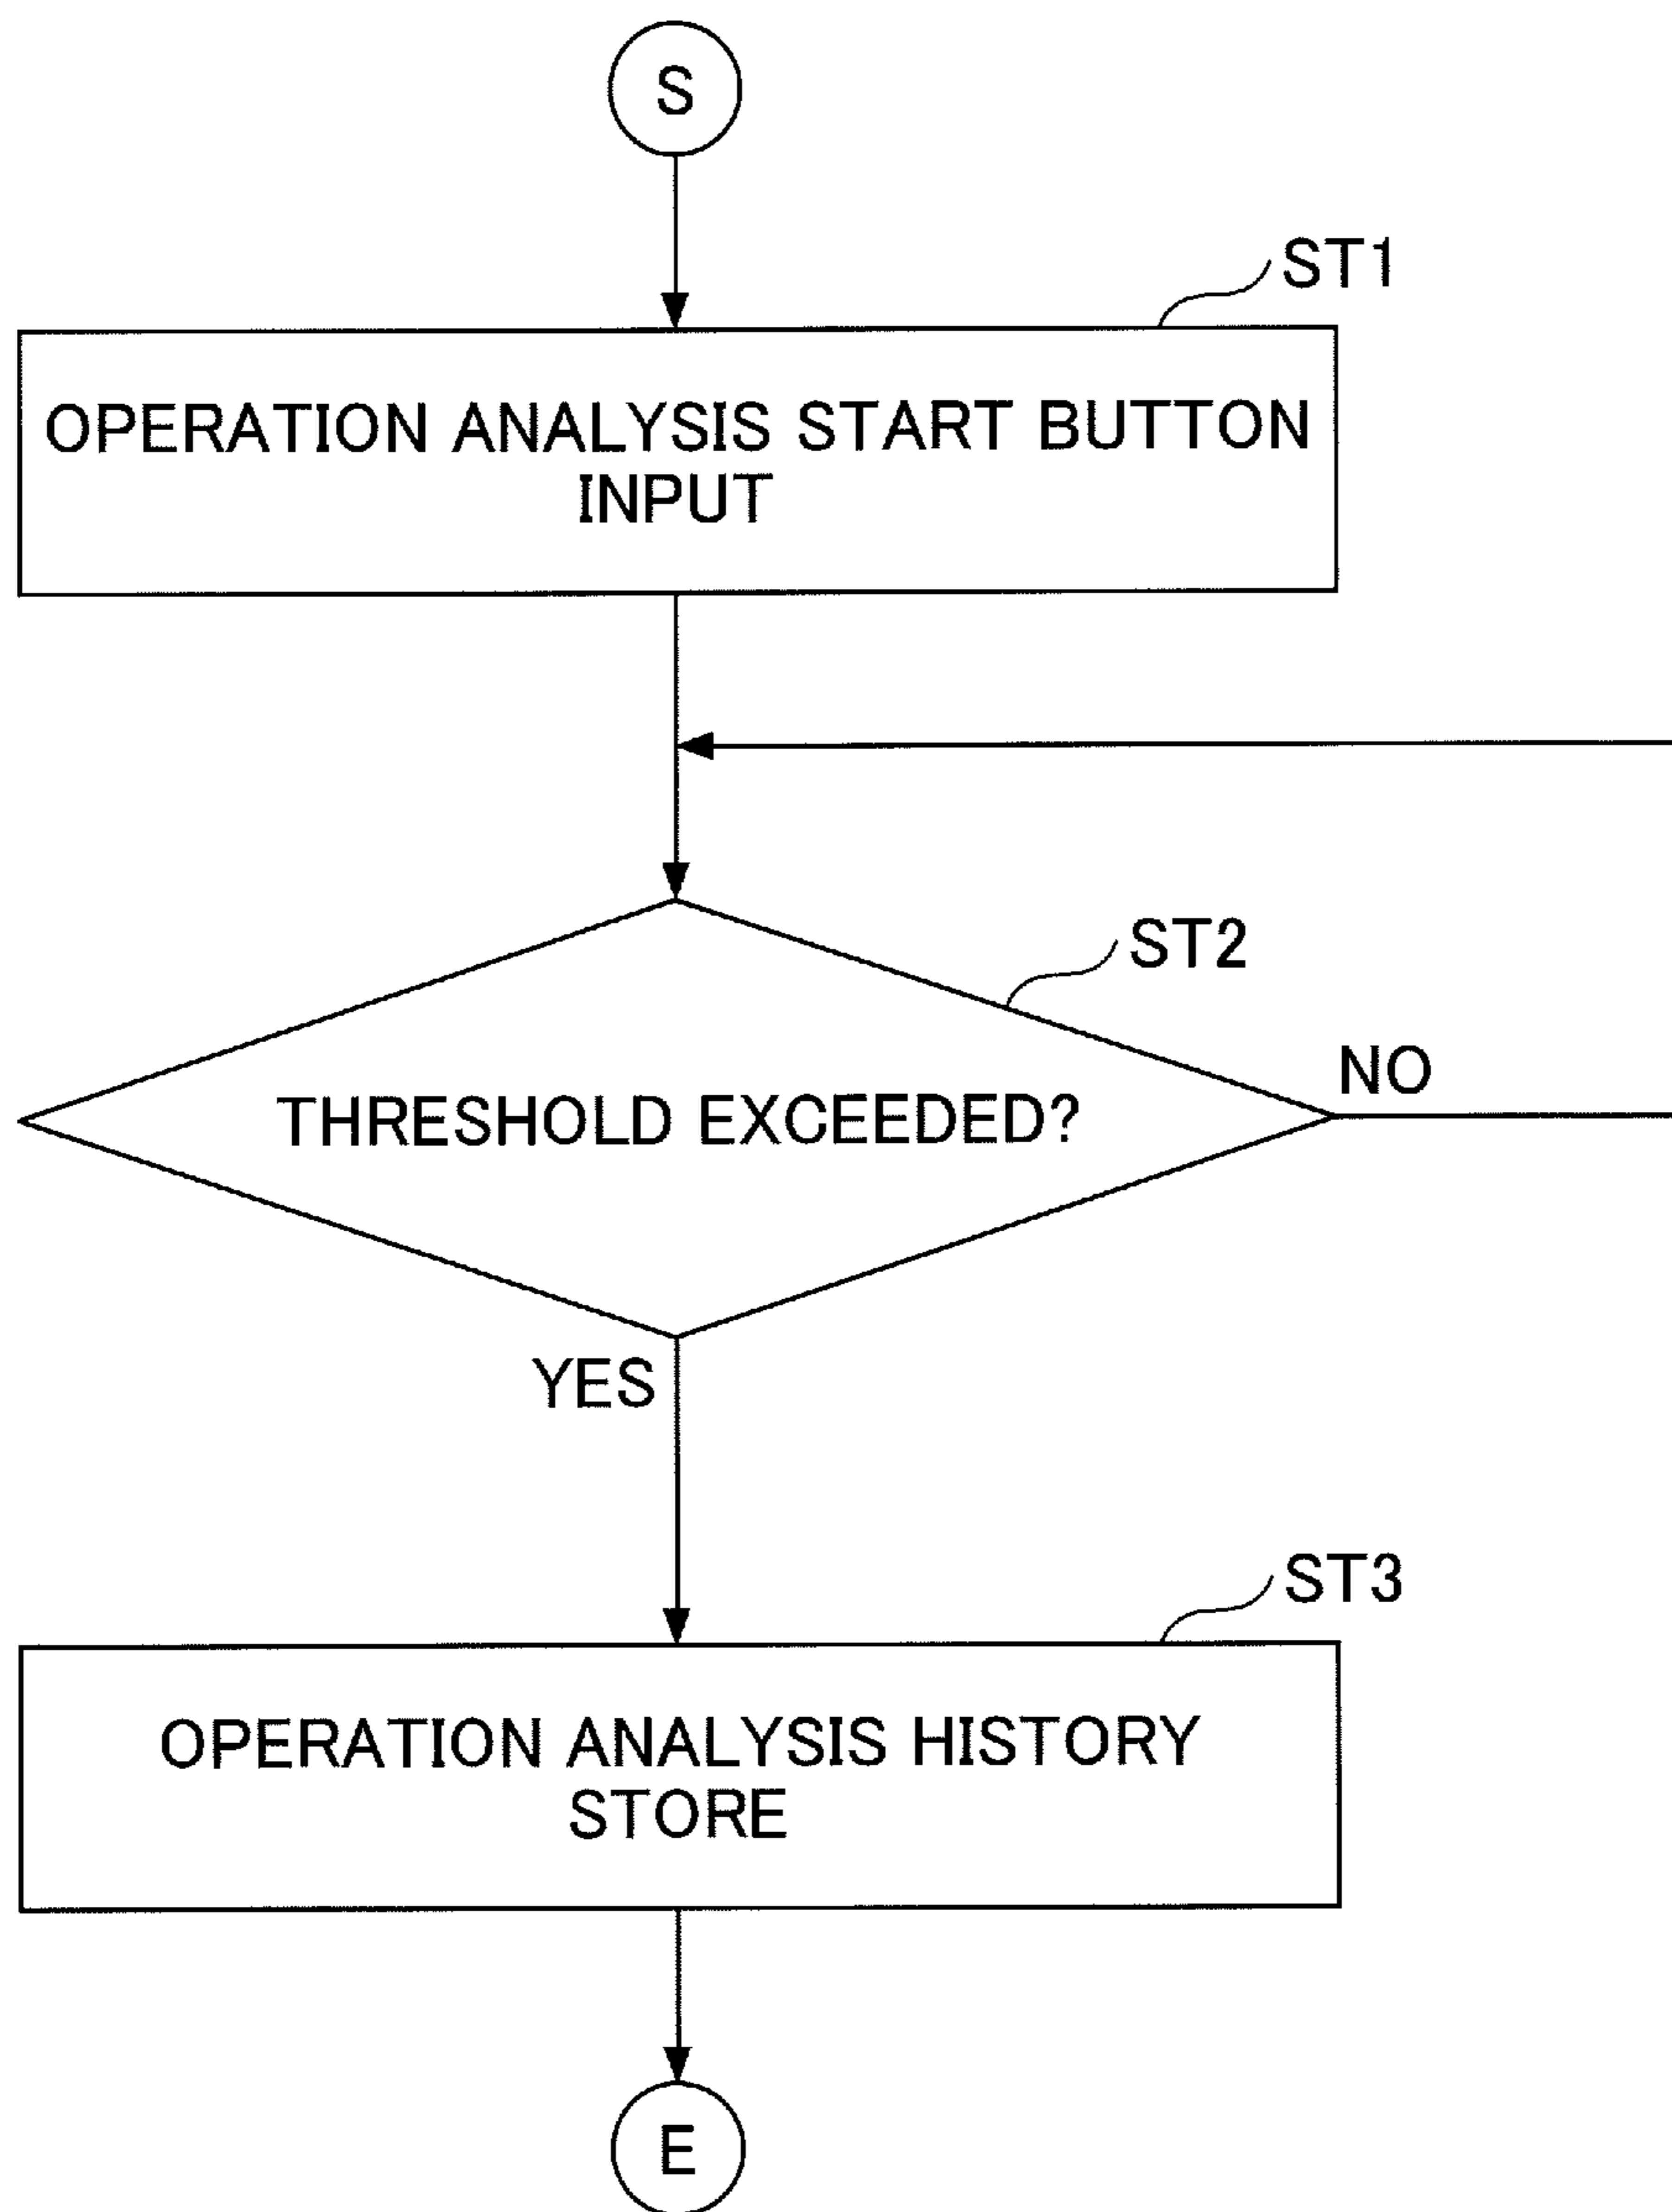 S
ST1
OPERATION ANALYSIS START BUTTON
INPUT
ST2
NO
THRESHOLD EXCEEDED?
YES
ST3
OPERATION ANALYSIS HISTORY
STORE
E